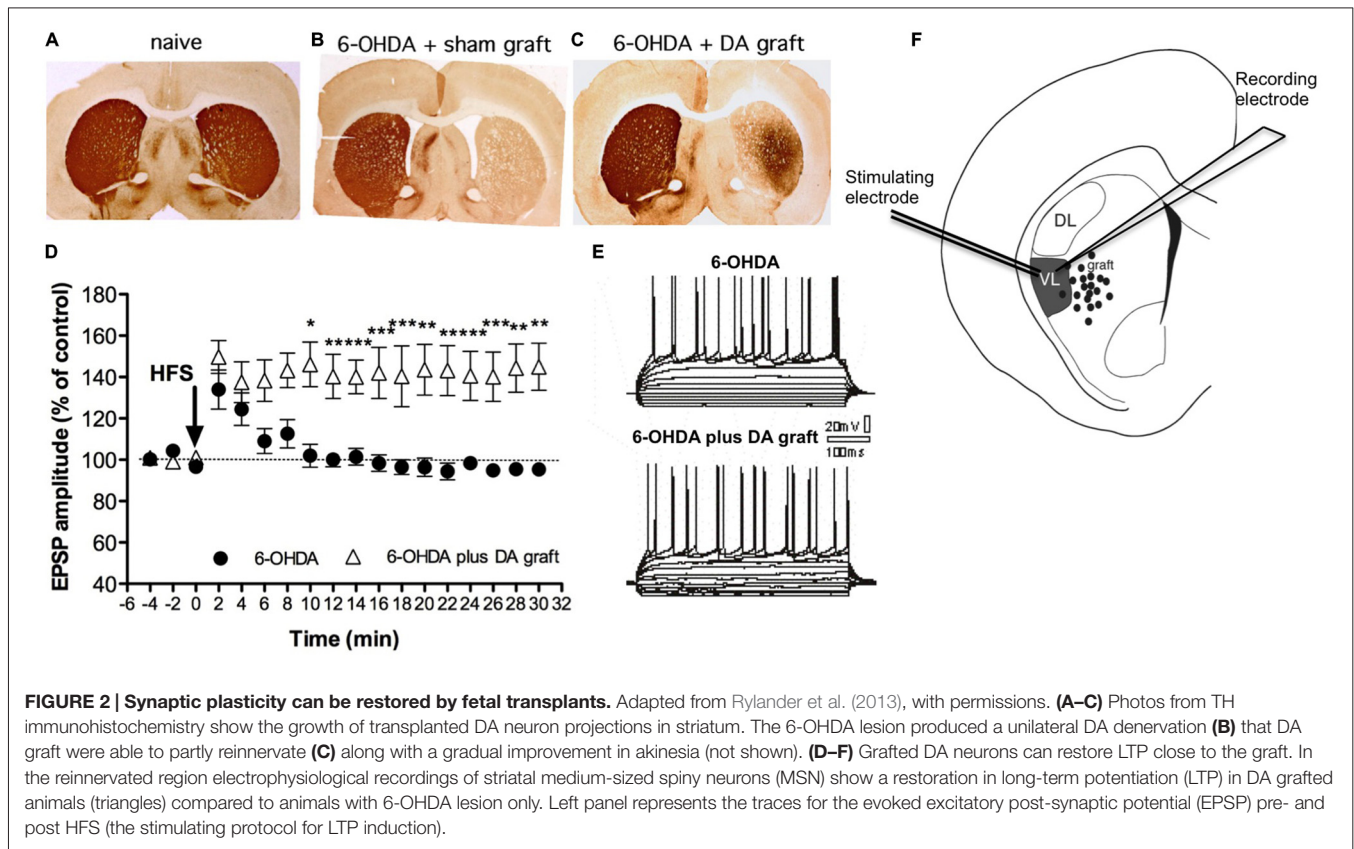 A
naive
B
6-OHDA + sham graft
C
6-OHDA + DA graft
F
Recording
electrode
Stimulating
electrode
DL
VL
graft
D
EPSP amplitude (% of control)
180
160
140
120
100
80
60
40
HFS
*
**
**
***
***
**
**
**
***
**
**
6-OHDA
6-OHDA plus DA graft
-6 -4 -2 0 2 4 6 8 10 12 14 16 18 20 22 24 26 28 30 32
Time (min)
E
6-OHDA
6-OHDA plus DA graft
20mV
100ms
FIGURE 2 | Synaptic plasticity can be restored by fetal transplants. Adapted from Rylander et al. (2013), with permissions. (A–C) Photos from TH
immunohistochemistry show the growth of transplanted DA neuron projections in striatum. The 6-OHDA lesion produced a unilateral DA denervation (B) that DA
graft were able to partly reinnervate (C) along with a gradual improvement in akinesia (not shown). (D–F) Grafted DA neurons can restore LTP close to the graft. In
the reinnervated region electrophysiological recordings of striatal medium-sized spiny neurons (MSN) show a restoration in long-term potentiation (LTP) in DA grafted
animals (triangles) compared to animals with 6-OHDA lesion only. Left panel represents the traces for the evoked excitatory post-synaptic potential (EPSP) pre- and
post HFS (the stimulating protocol for LTP induction).